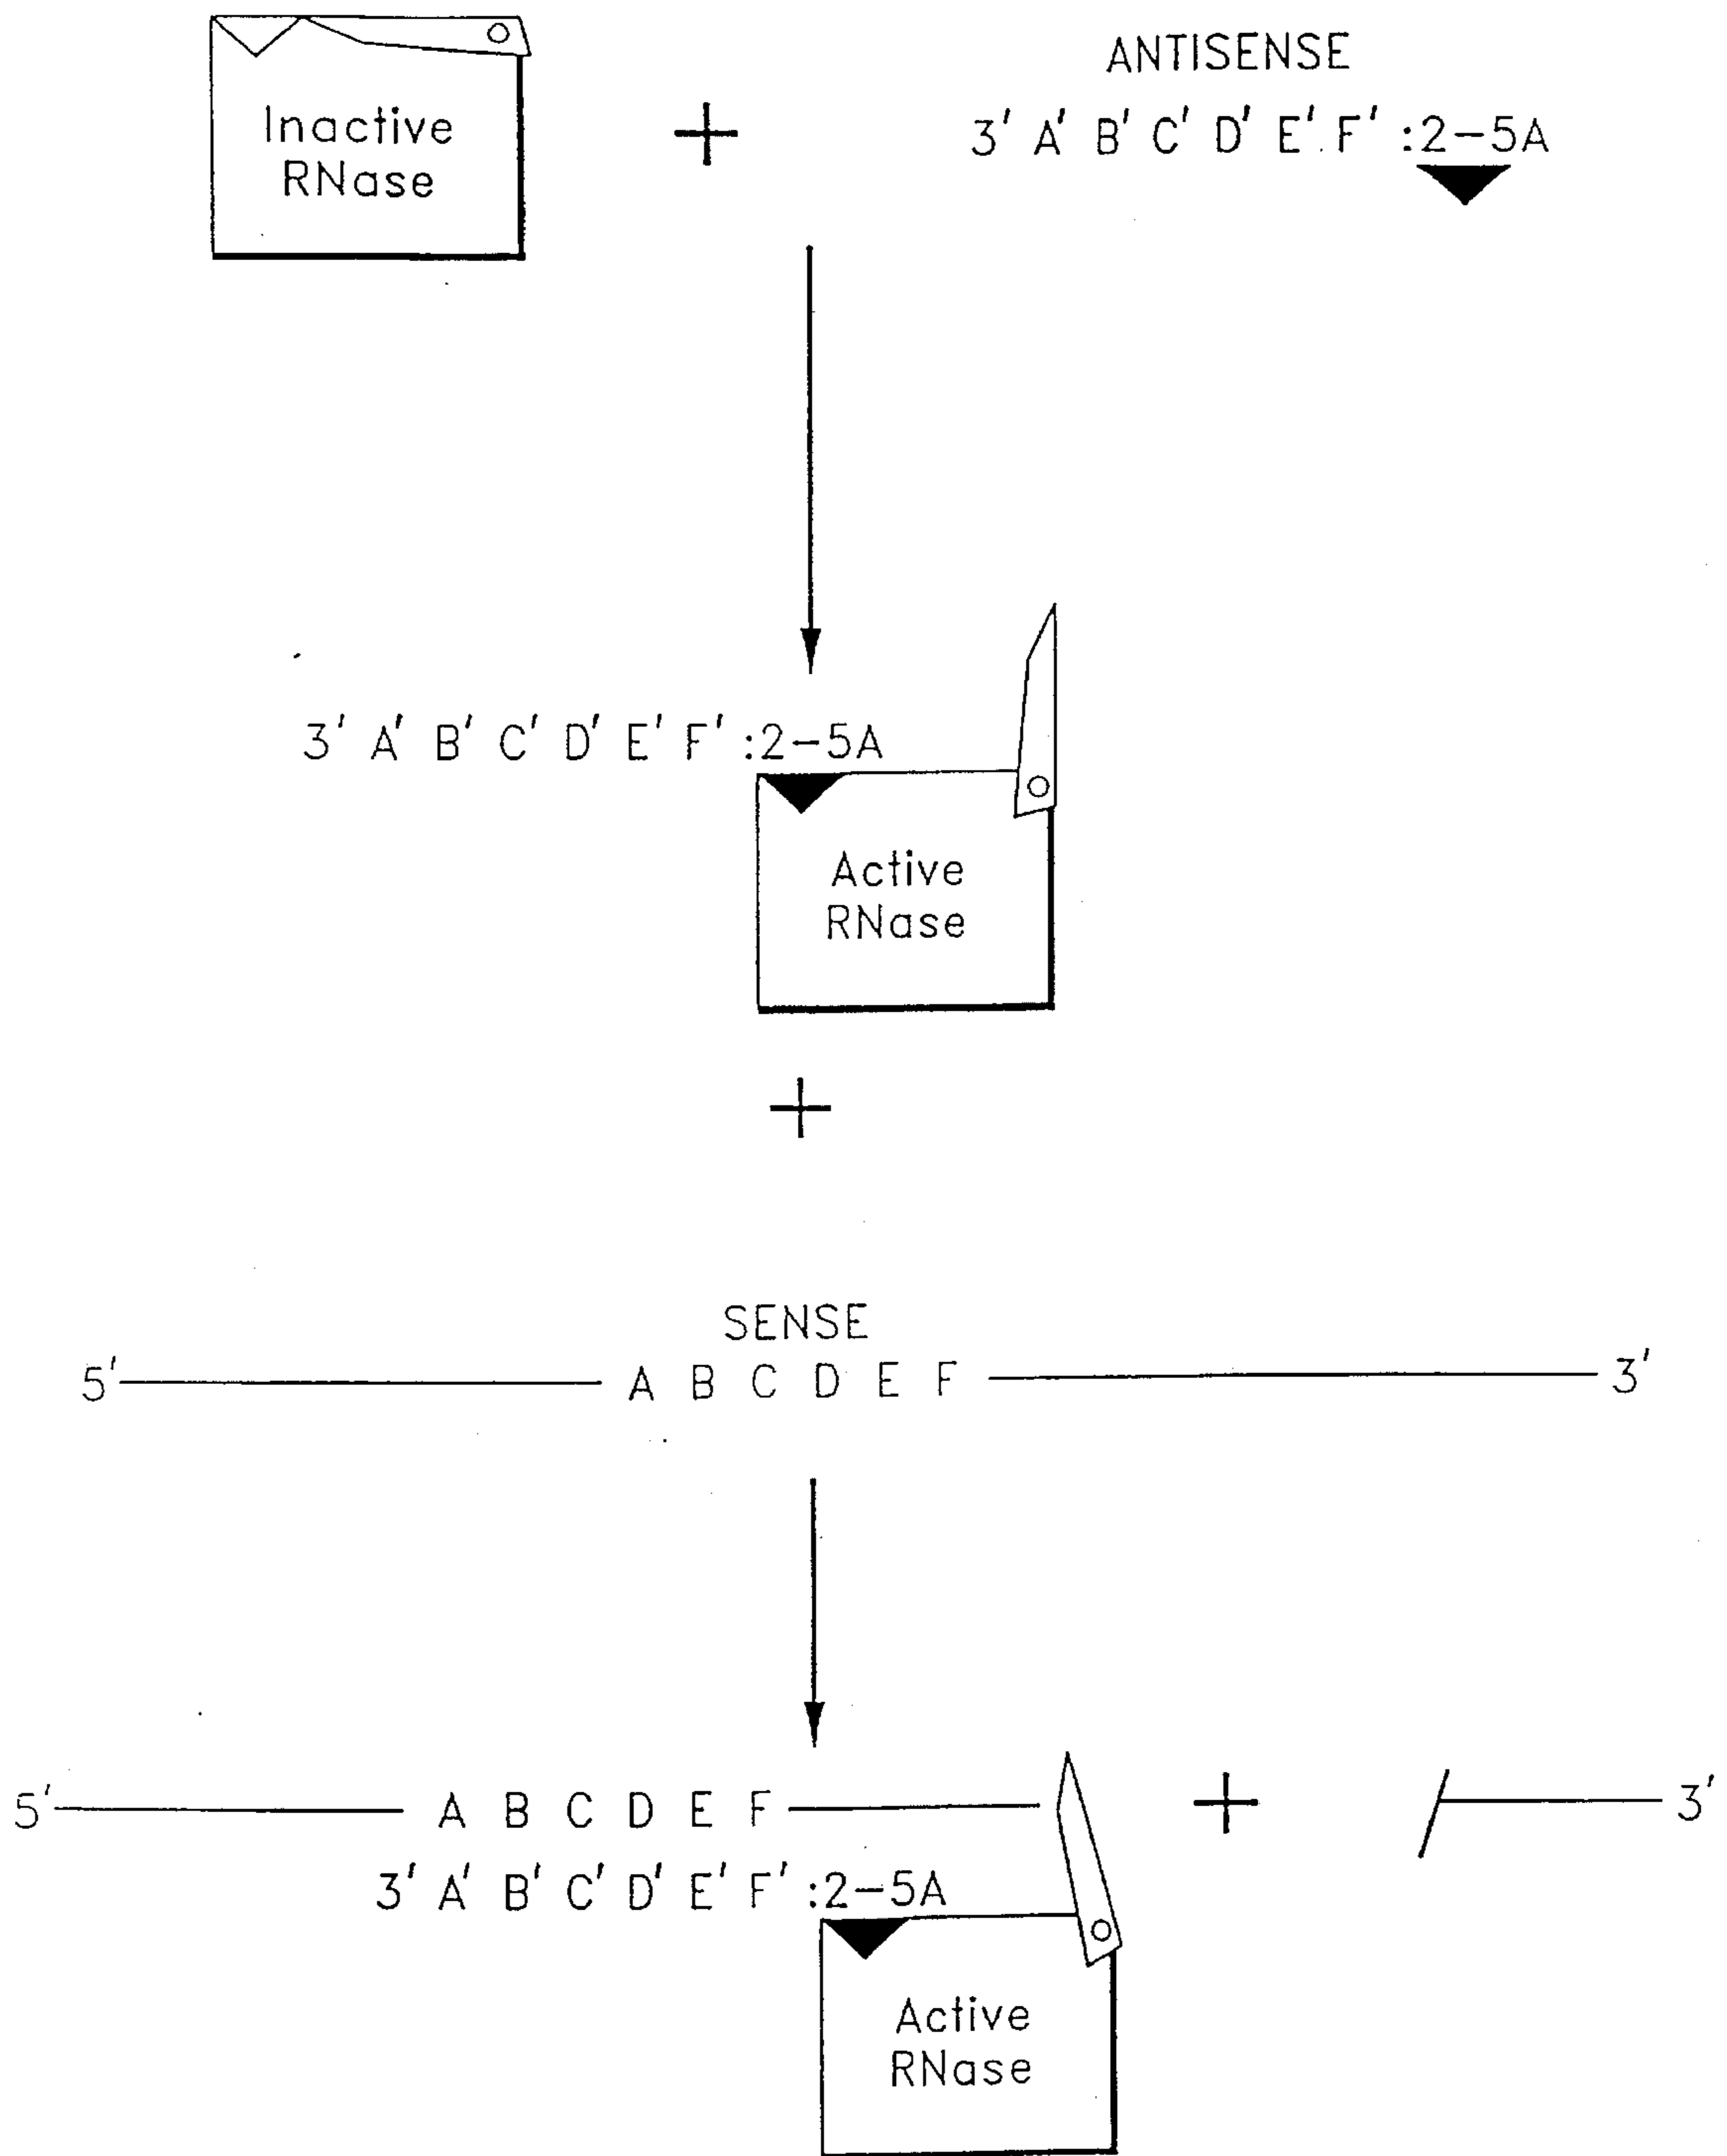 ANTISENSE
Inactive
RNase
+
3' A' B' C' D' E' F' :2-5A
3' A' B' C' D' E' F' :2-5A
Active
RNase
+
SENSE
5' A B C D E F 3'
5' A B C D E F + 3'
3' A' B' C' D' E' F' :2-5A
Active
RNase